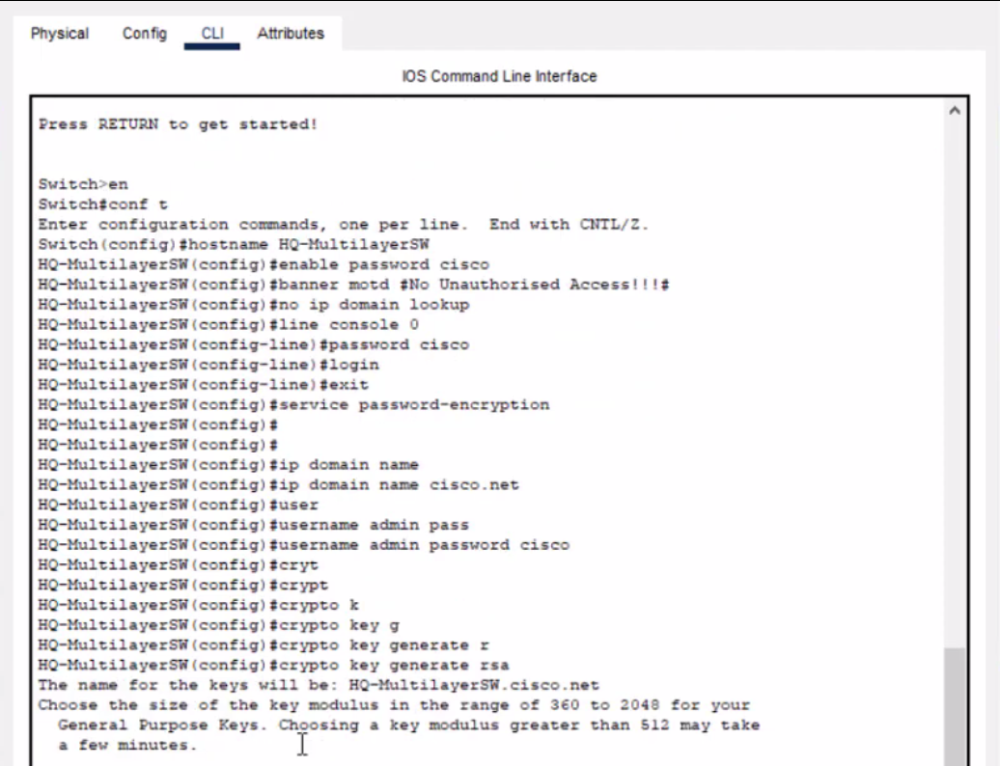 Physical Config CLI Attributes
IOS Command Line Interface
Press RETURN to get started!
Switch>en
Switch#conf t
Enter configuration commands, one per line.  End with CNTL/Z.
Switch(config)#hostname HQ-MultilayerSW
HQ-MultilayerSW(config)#enable password cisco
HQ-MultilayerSW(config)#banner motd #No Unauthorised Access!!!#
HQ-MultilayerSW(config)#no ip domain lookup
HQ-MultilayerSW(config)#line console 0
HQ-MultilayerSW(config-line)#password cisco
HQ-MultilayerSW(config-line)#login
HQ-MultilayerSW(config-line)#exit
HQ-MultilayerSW(config)#service password-encryption
HQ-MultilayerSW(config)#
HQ-MultilayerSW(config)#
HQ-MultilayerSW(config)#ip domain name
HQ-MultilayerSW(config)#ip domain name cisco.net
HQ-MultilayerSW(config)#user
HQ-MultilayerSW(config)#username admin pass
HQ-MultilayerSW(config)#username admin password cisco
HQ-MultilayerSW(config)#cryt
HQ-MultilayerSW(config)#crypt
HQ-MultilayerSW(config)#crypto k
HQ-MultilayerSW(config)#crypto key g
HQ-MultilayerSW(config)#crypto key generate r
HQ-MultilayerSW(config)#crypto key generate rsa
The name for the keys will be: HQ-MultilayerSW.cisco.net
Choose the size of the key modulus in the range of 360 to 2048 for your
General Purpose Keys. Choosing a key modulus greater than 512 may take
a few minutes.